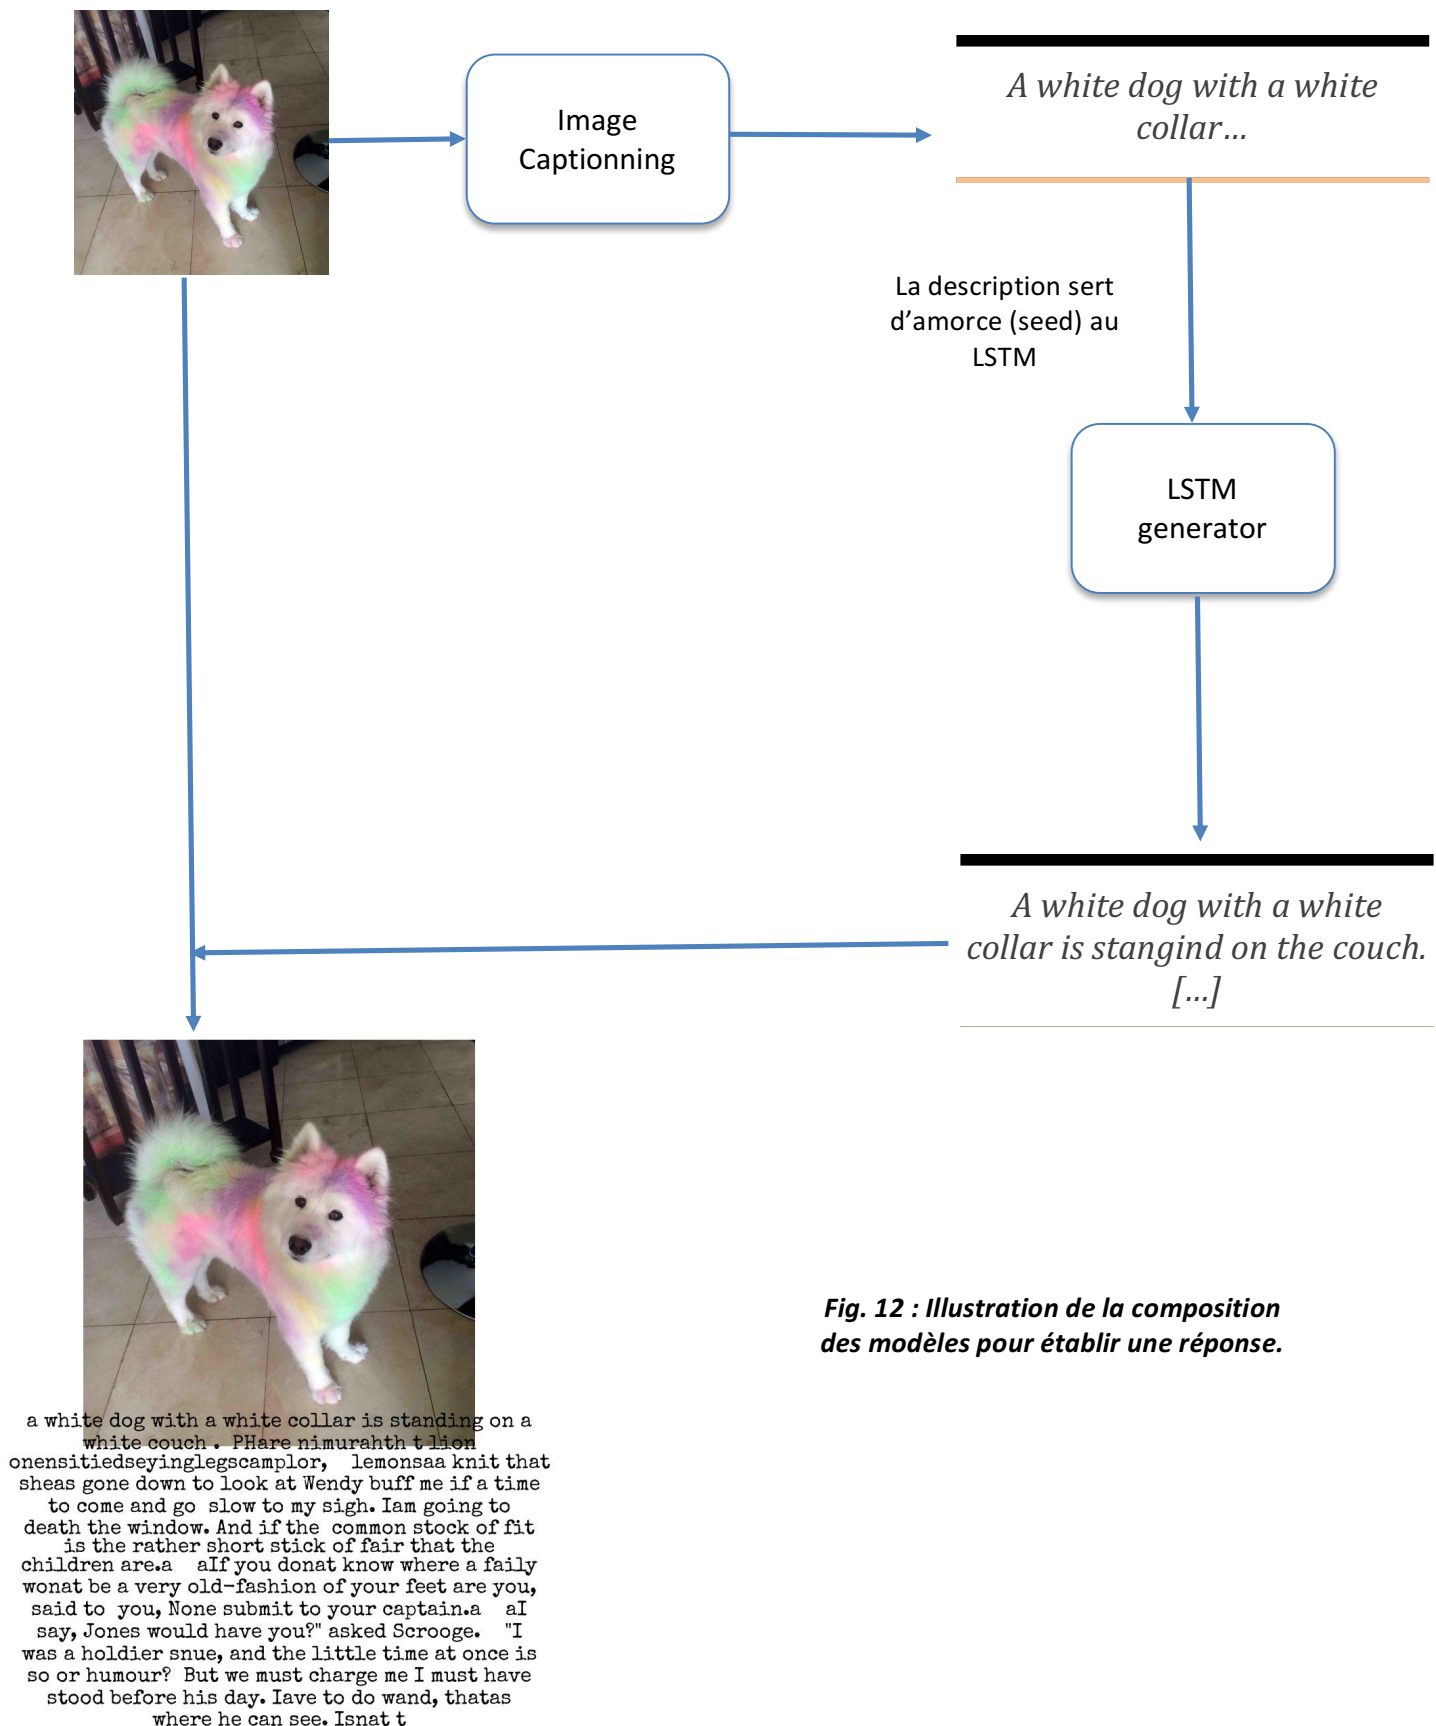 Image
Captionning
A white dog with a white
collar…
La description sert
d’amorce (seed) au
LSTM
LSTM
generator
A white dog with a white
collar is stangind on the couch.
[…]
Fig. 12 : Illustration de la composition
des modèles pour établir une réponse.
a white dog with a white collar is standing on a
white couch . PHare nimurahth t lion
onensitiedseyinglegscamplor, lemonsaa knit that
sheas gone down to look at Wendy buff me if a time
to come and go slow to my sigh. Iam going to
death the window. And if the common stock of fit
is the rather short stick of fair that the
children are.a aIf you donat know where a faily
wonat be a very old-fashion of your feet are you,
said to you, None submit to your captain.a aI
say, Jones would have you?" asked Scrooge. "I
was a holdier snue, and the little time at once is
so or humour? But we must charge me I must have
stood before his day. Iave to do wand, thatas
where he can see. Isnat t